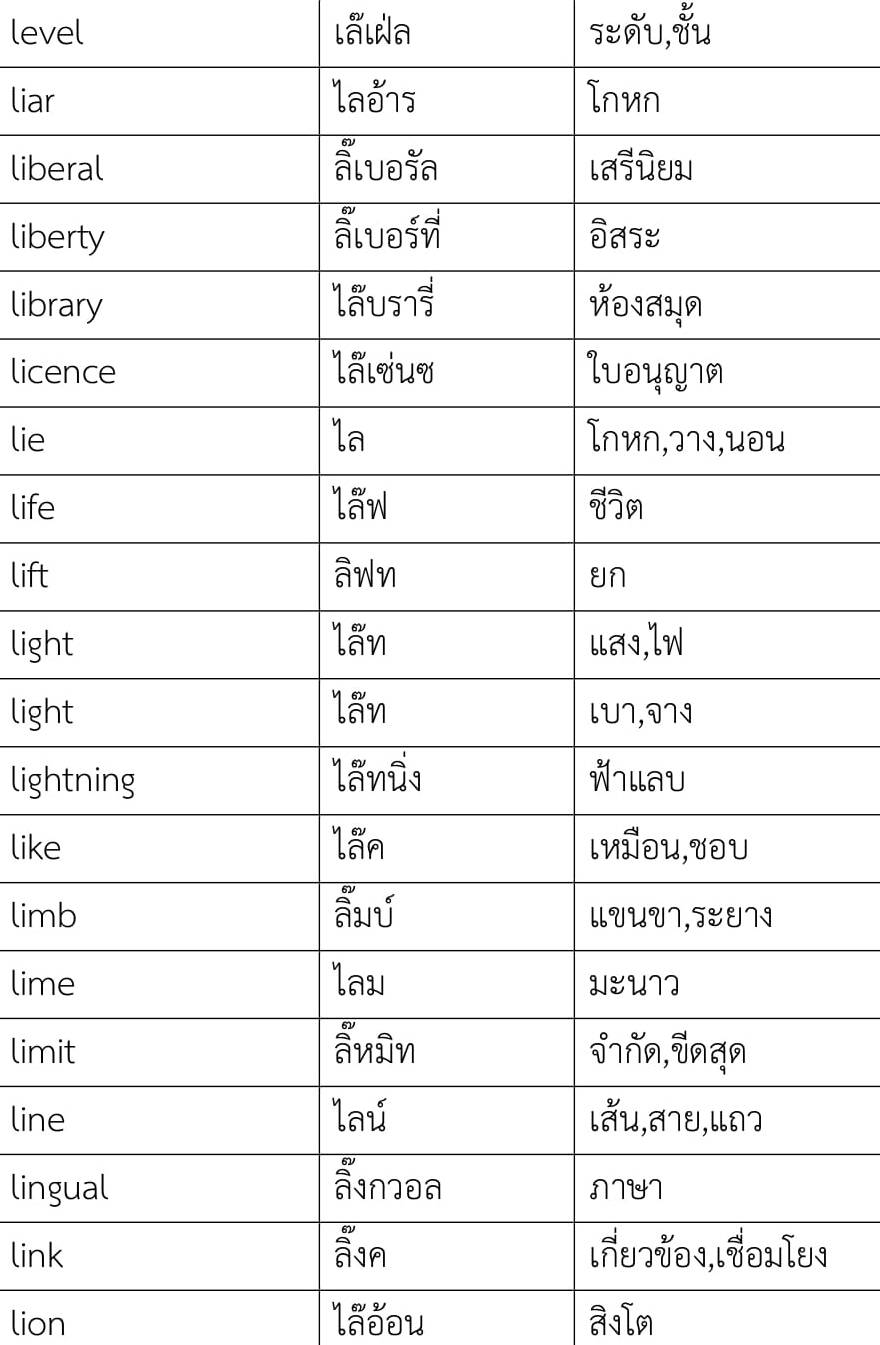 level เล๊เฝ่ล ระดับ,ชั้น
liar ไลอ้าร โกหก
liberal ลิ๊เบอรัล เสรีนิยม
liberty ลิ๊เบอร์ที่ อิสระ
library ไล๊บรารี่ ห้องสมุด
licence ไล๊เซ่นซ ใบอนุญาต
lie ไล โกหก,วาง,นอน
life ไล๊ฟ ชีวิต
lift ลิฟท ยก
light ไล๊ท แสง,ไฟ
light ไล๊ท เบา,จาง
lightning ไล๊ทนิ่ง ฟ้าแลบ
like ไล๊ค เหมือน,ชอบ
limb ลิ๊มบ์ แขนขา,ระยาง
lime ไลม มะนาว
limit ลิ๊หมิท จำกัด,ขีดสุด
line ไลน์ เส้น,สาย,แถว
lingual ลิ๊งกวอล ภาษา
link ลิ๊งค เกี่ยวข้อง,เชื่อมโยง
lion ไล๊อ้อน สิงโต